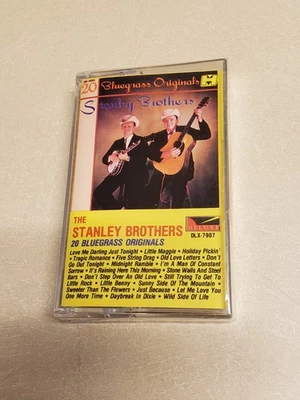 20 Bluegrass Originals
Stanley Brothers
THE
STANLEY BROTHERS
20 BLUEGRASS ORIGINALS
DELUXE
DLX-7907
Love Me Darling Just Tonight • Little Maggie • Holiday Pickin'
• Tragic Romance • Five String Drag • Old Love Letters • Don't
Go Out Tonight • Midnight Ramble • I'm A Man Of Constant
Sorrow • It's Raining Here This Morning • Stone Walls And Steel
Bars • Don't Step Over An Old Love • Still Trying To Get To
Little Rock • Little Benny • Sunny Side Of The Mountain •
Sweeter Than The Flowers • Just Because • Let Me Love You
One More Time • Daybreak In Dixie • Wild Side Of Life